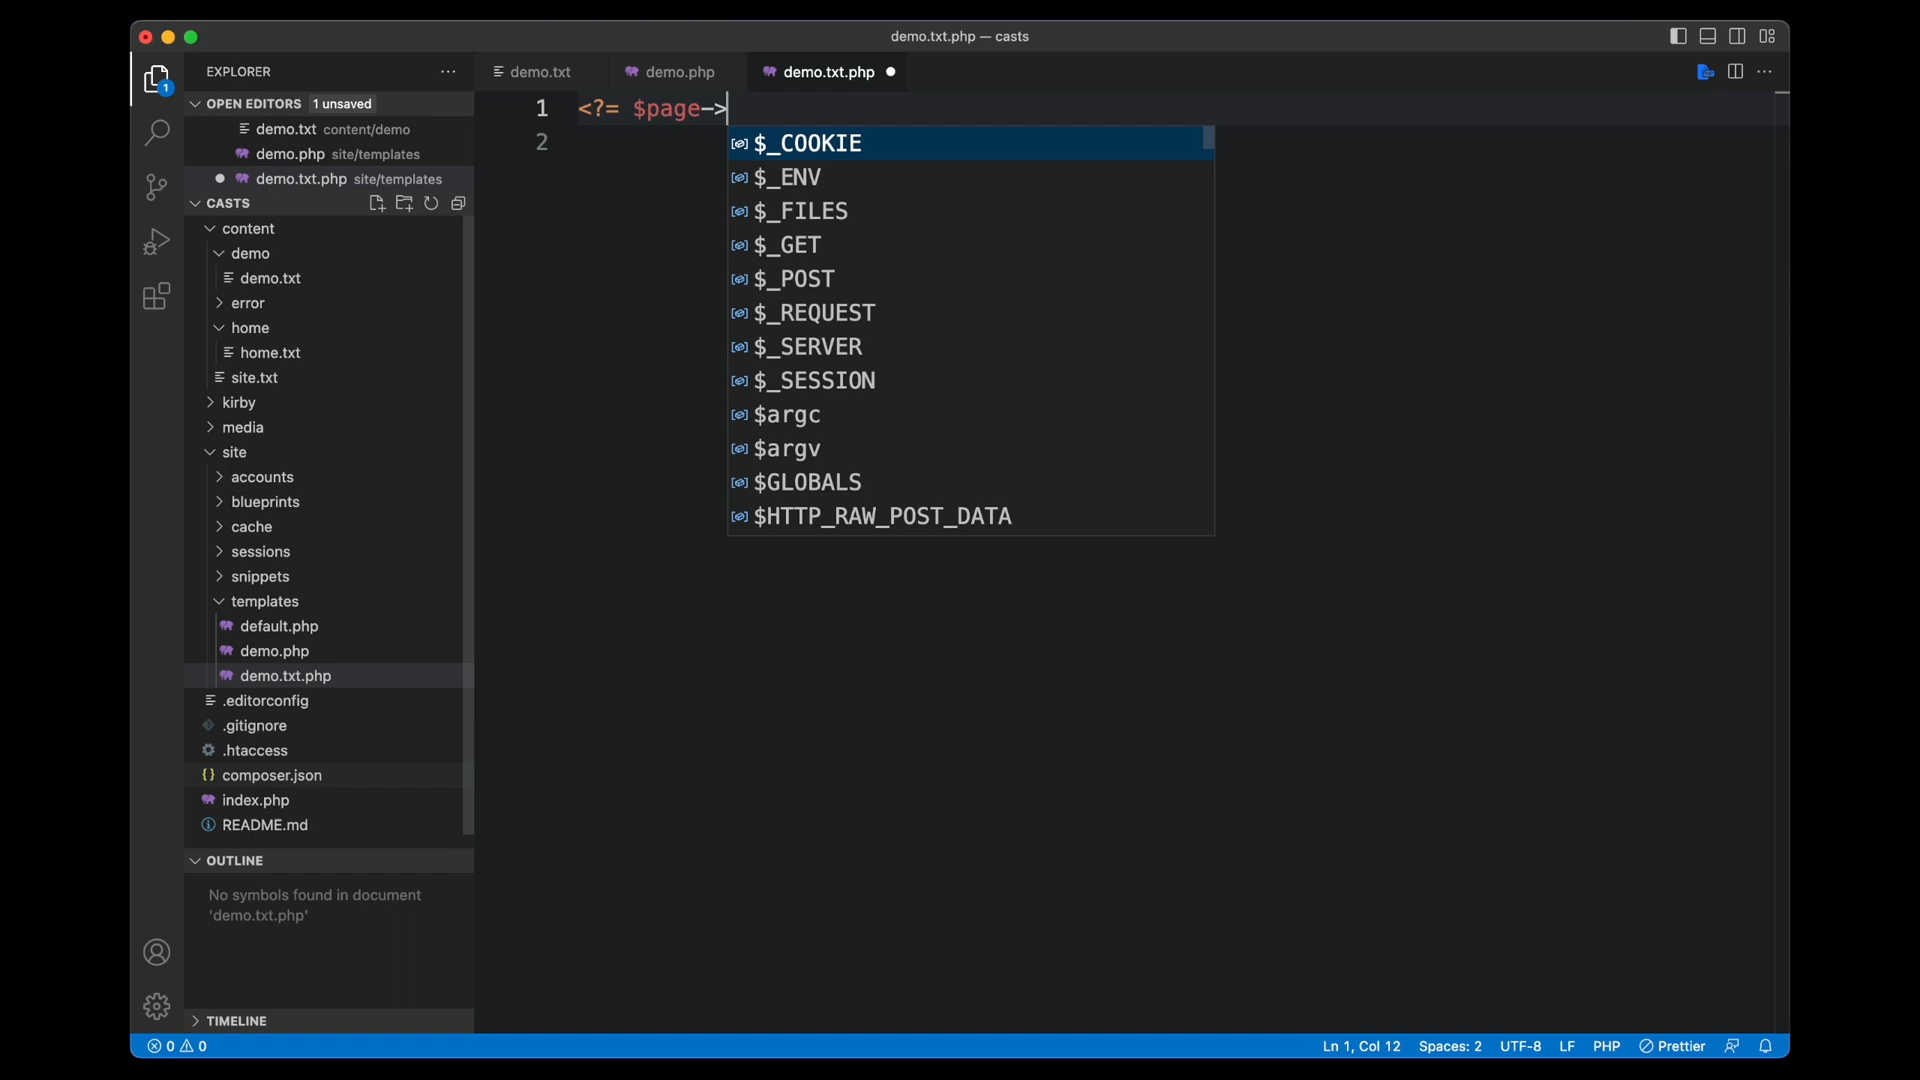 demo.txt.php — casts
EXPLORER
OPEN EDITORS 1 unsaved
demo.txt content/demo
demo.php site/templates
demo.txt.php site/templates
CASTS
content
demo
demo.txt
error
home
home.txt
site.txt
kirby
media
site
accounts
blueprints
cache
sessions
snippets
templates
default.php
demo.php
demo.txt.php
.editorconfig
.gitignore
.htaccess
composer.json
index.php
README.md
OUTLINE
No symbols found in document
'demo.txt.php'
TIMELINE
demo.txt demo.php demo.txt.php
1 <?= $page->
2
$_COOKIE
$_ENV
$_FILES
$_GET
$_POST
$_REQUEST
$_SERVER
$_SESSION
$argc
$argv
$GLOBALS
$HTTP_RAW_POST_DATA
1
0 0 Ln 1, Col 12 Spaces: 2 UTF-8 LF PHP Prettier